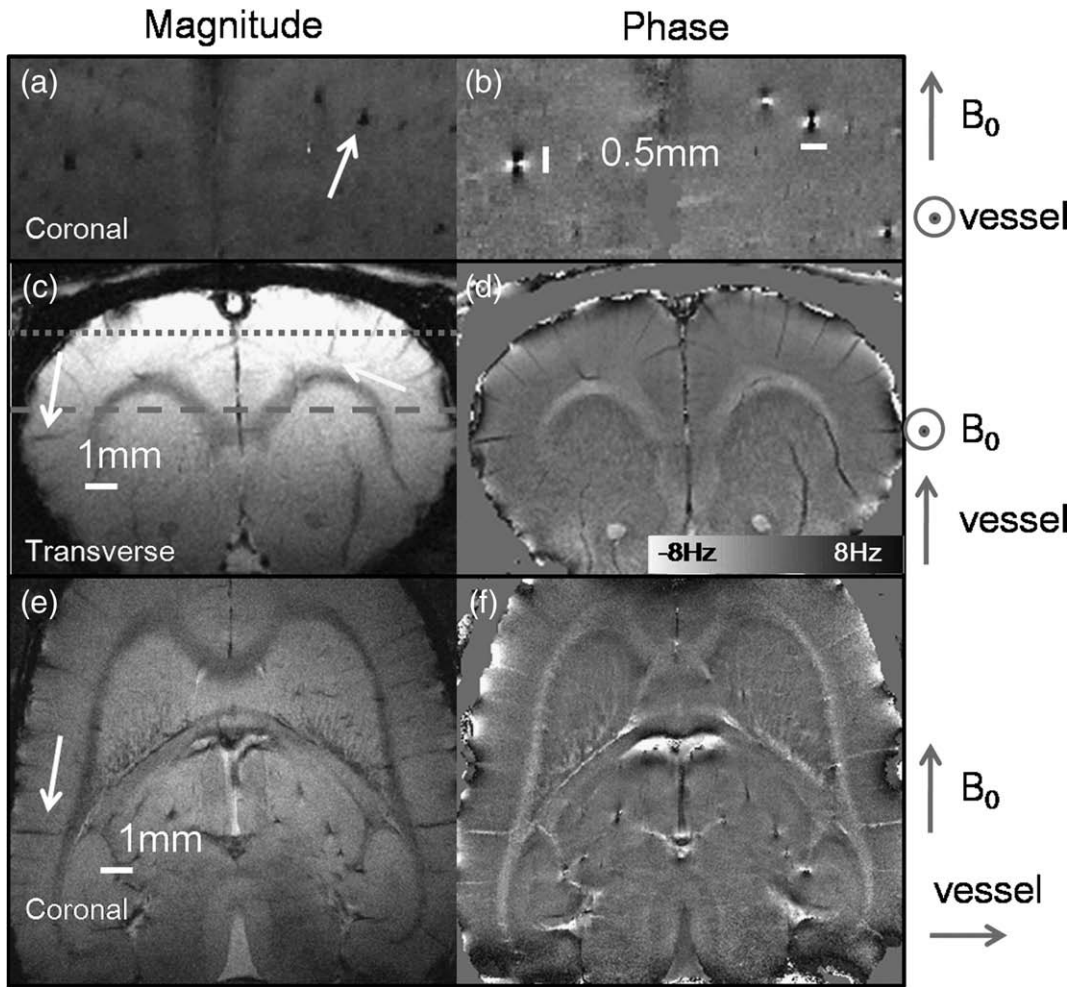 Magnitude
Phase
(a)
Coronal
(b)
0.5mm
B₀
vessel
(c)
1mm
Transverse
(d)
-8Hz 8Hz
B₀
vessel
(e)
1mm
Coronal
(f)
B₀
vessel